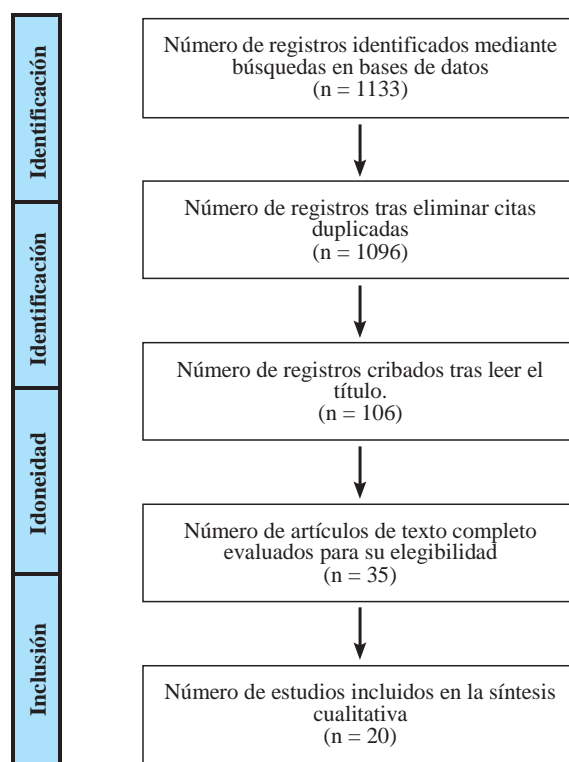 Identificación
Número de registros identificados mediante
búsquedas en bases de datos
(n = 1133)
Identificación
Número de registros tras eliminar citas
duplicadas
(n = 1096)
Número de registros cribados tras leer el
título.
(n = 106)
Idoneidad
Número de artículos de texto completo
evaluados para su elegibilidad
(n = 35)
Inclusión
Número de estudios incluidos en la síntesis
cualitativa
(n = 20)